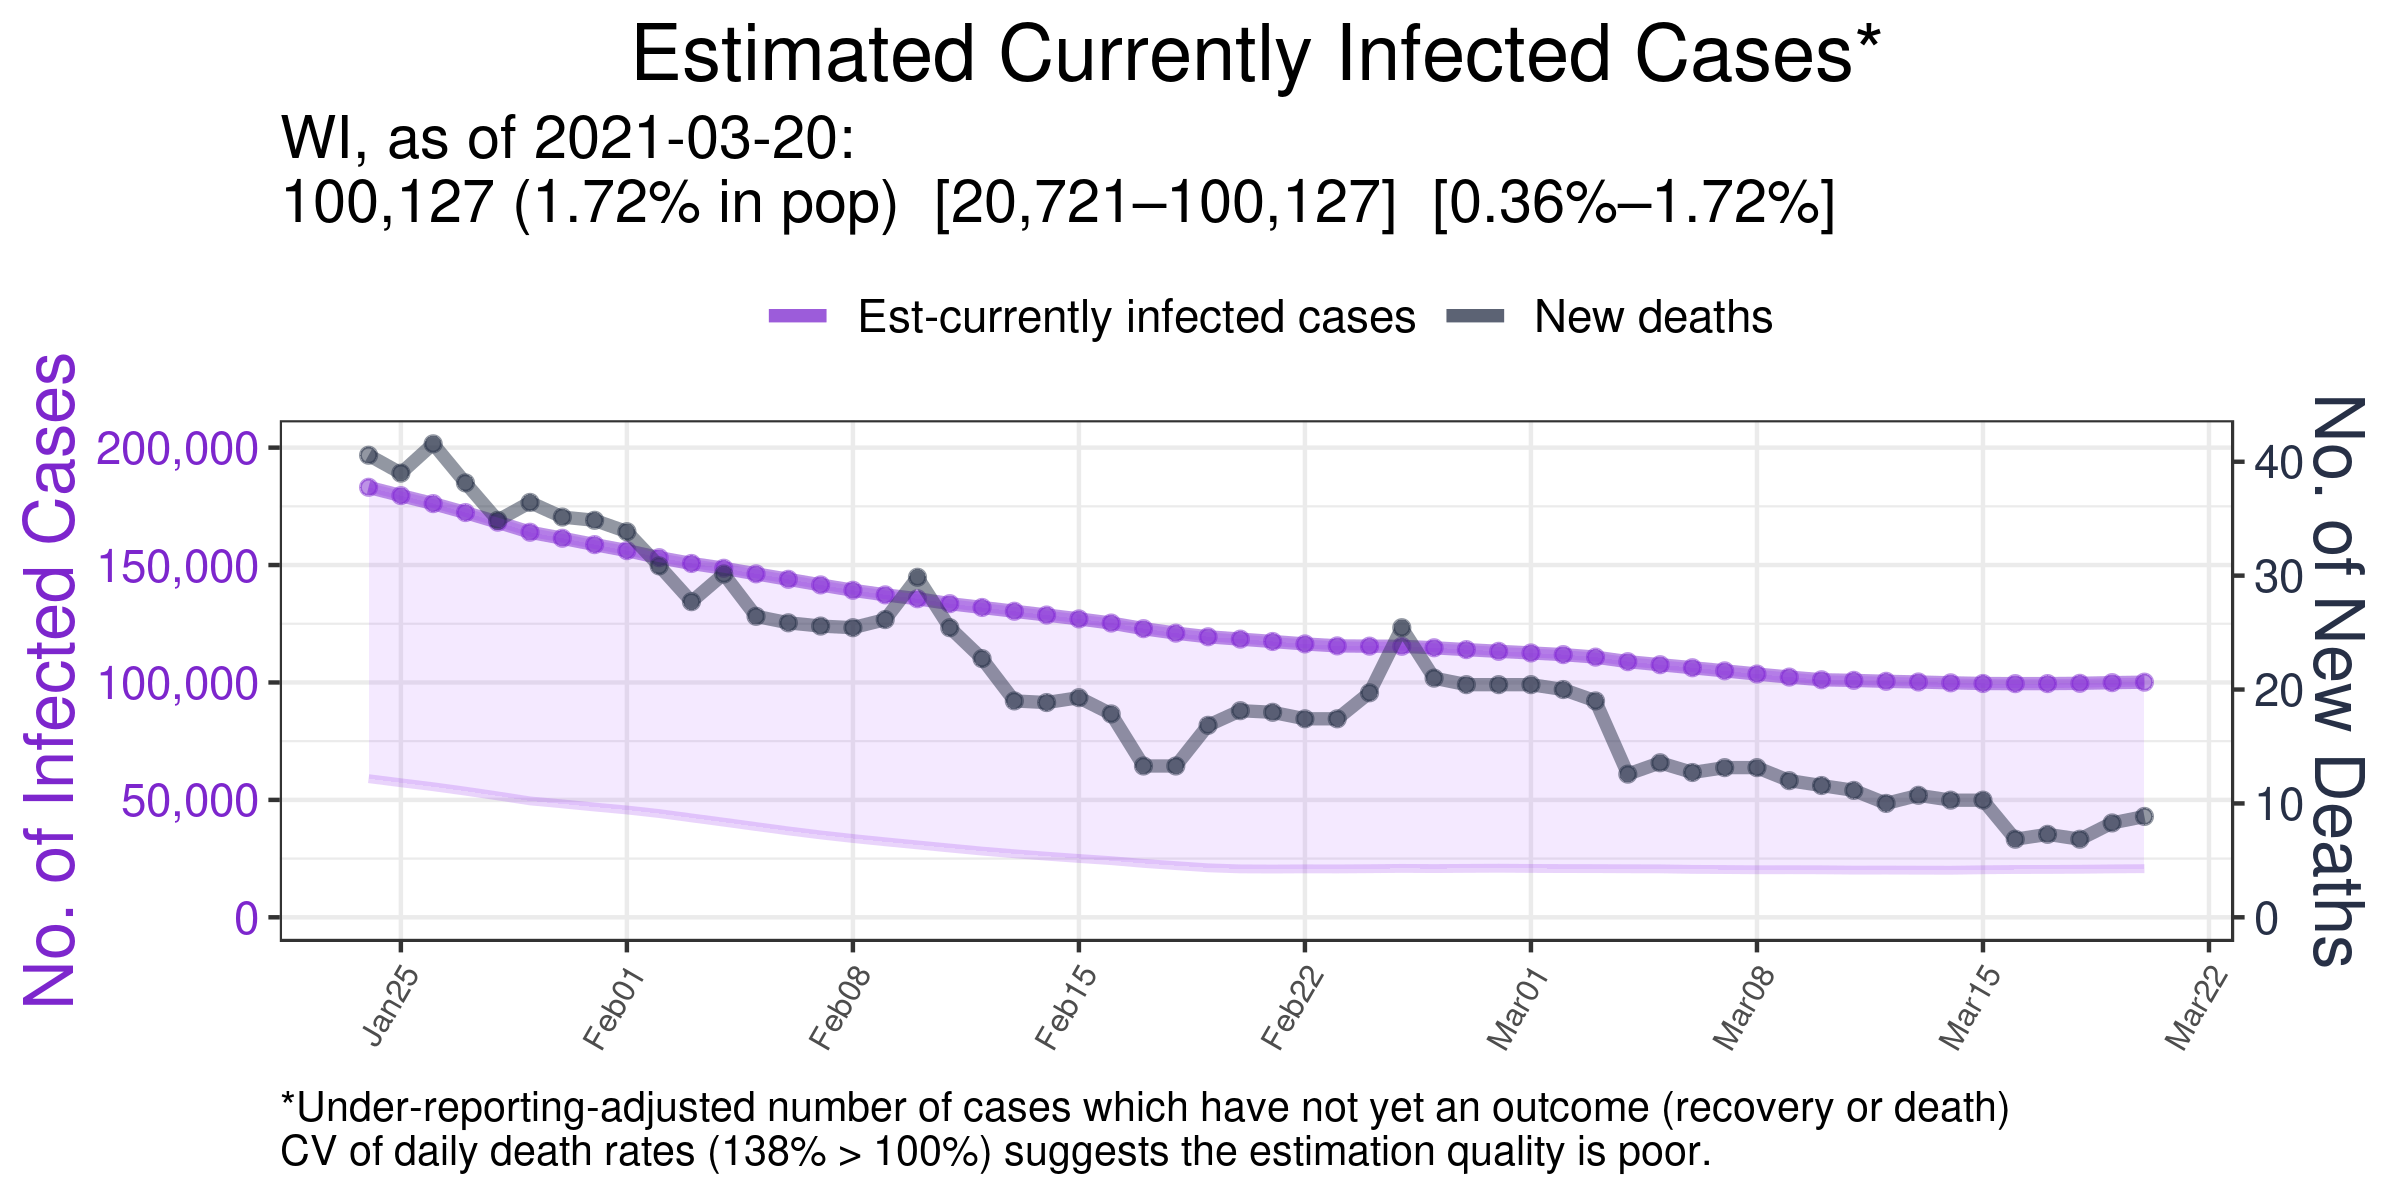 Estimated Currently Infected Cases*
WI, as of 2021-03-20:
100,127 (1.72% in pop)  [20,721–100,127]  [0.36%–1.72%]
Est-currently infected cases
New deaths
No. of Infected Cases
200,000
150,000
100,000
50,000
0
40
30
20
10
0
No. of New Deaths
Jan25
Feb01
Feb08
Feb15
Feb22
Mar01
Mar08
Mar15
Mar22
*Under-reporting-adjusted number of cases which have not yet an outcome (recovery or death)
CV of daily death rates (138% > 100%) suggests the estimation quality is poor.